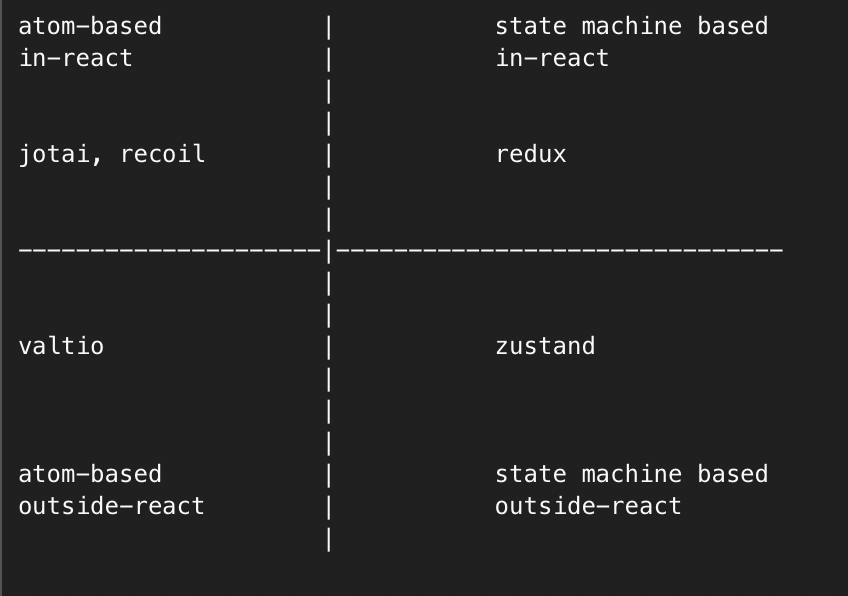 atom-based | state machine based
in-react | in-react
|
|
jotai, recoil | redux
|
|
---------------------|-------------------------------
|
|
valtio | zustand
|
|
|
atom-based | state machine based
outside-react | outside-react
|